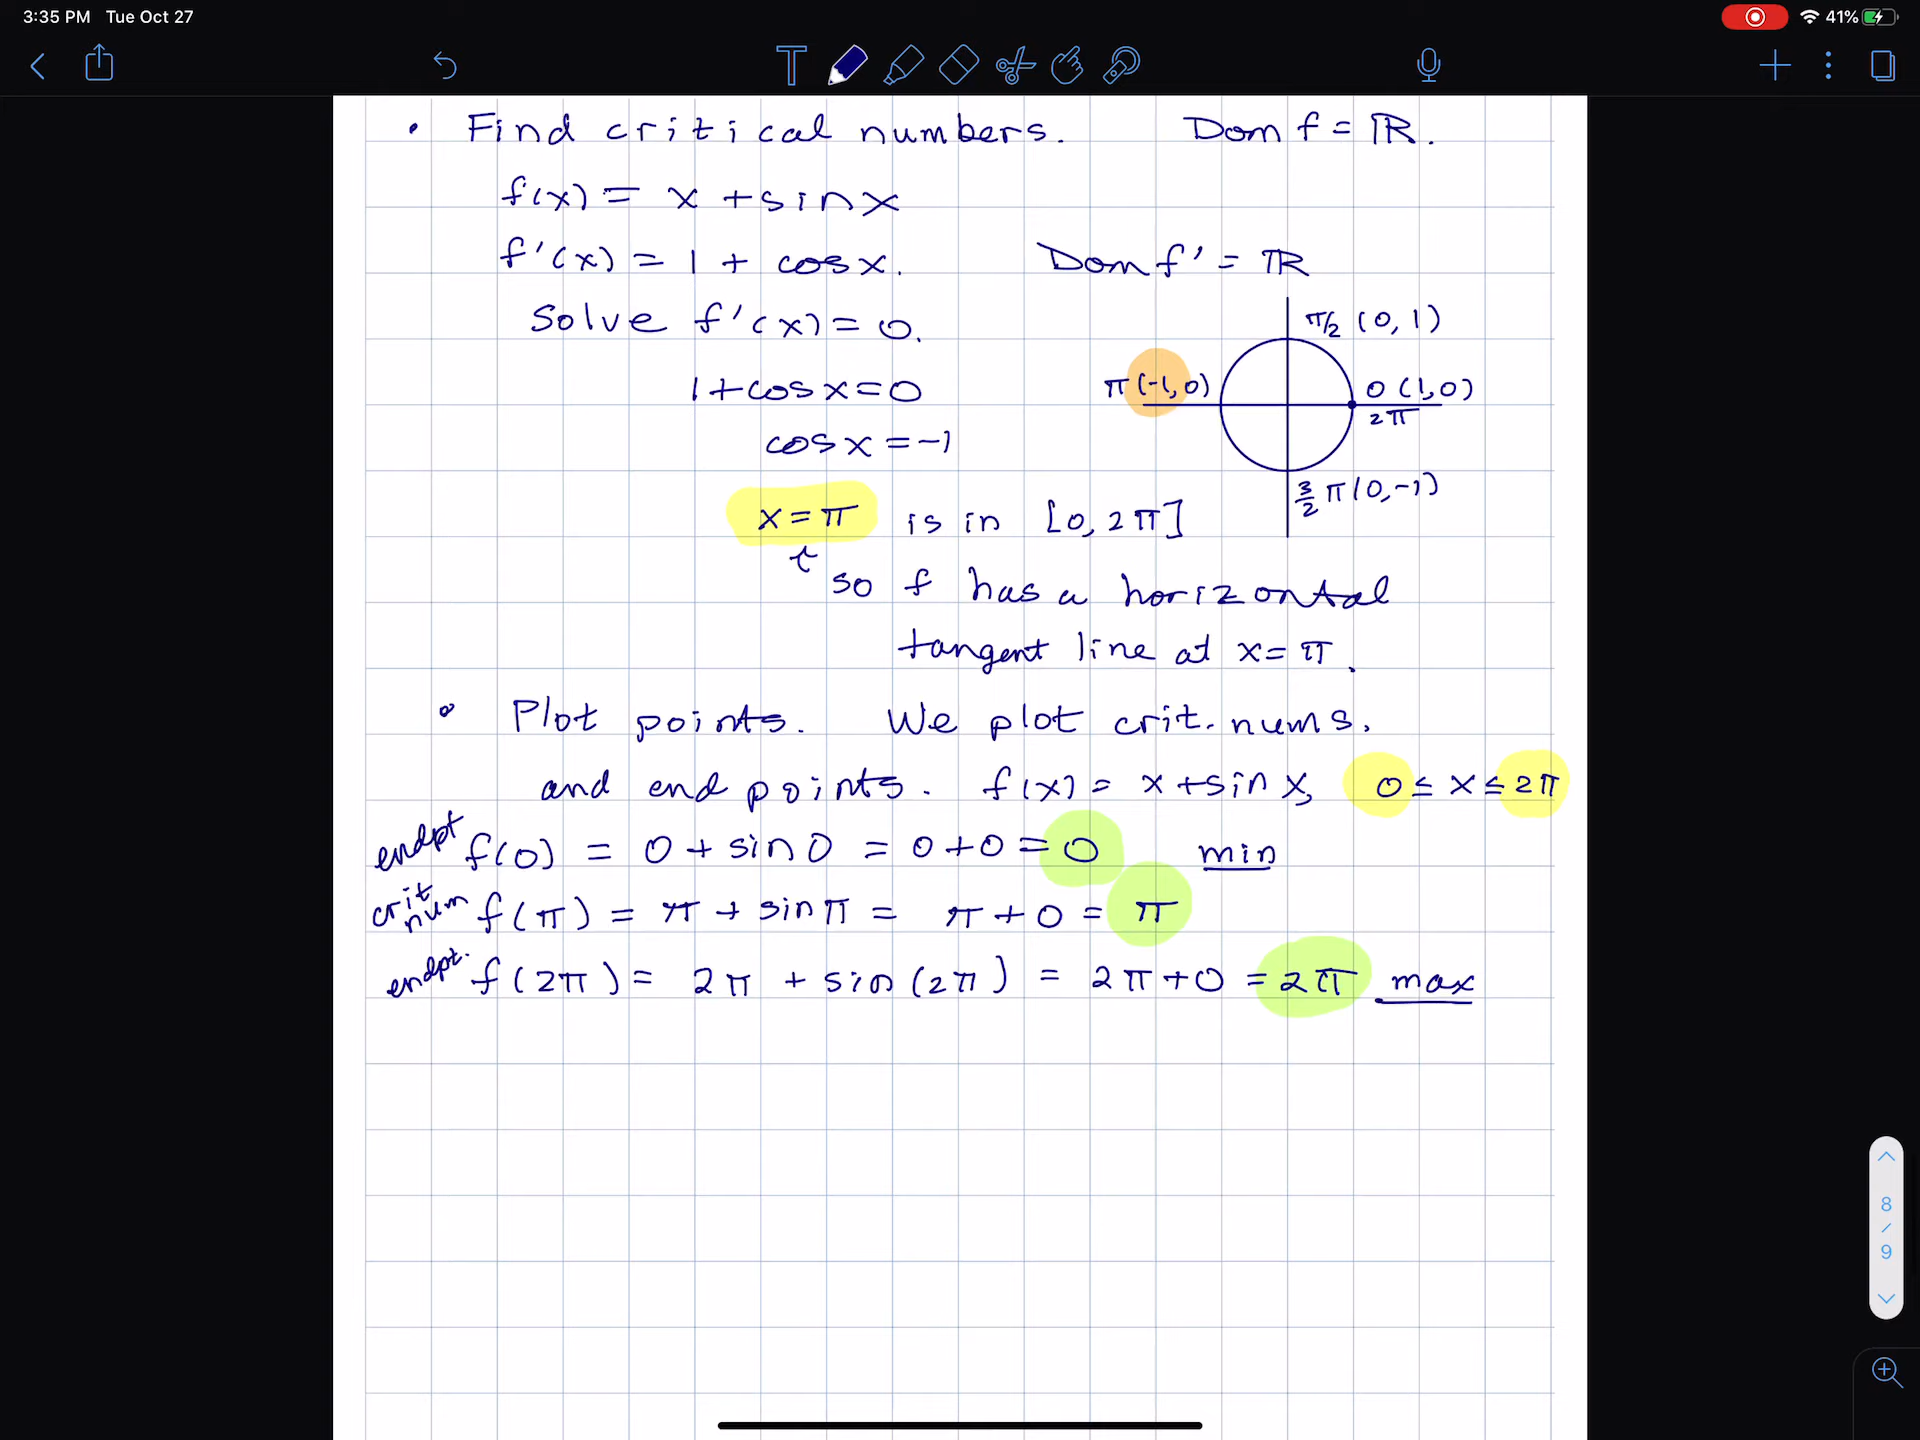 3:35 PM Tue Oct 27
41%
• Find critical numbers. Dom f = ℝ.
f(x) = x + sin x
f'(x) = 1 + cos x. Dom f' = ℝ
Solve f'(x) = 0.
π/2 (0, 1)
1 + cos x = 0
π (-1, 0)
0 (1, 0)
2π
cos x = -1
3/2 π (0, -1)
x = π is in [0, 2π]
so f has a horizontal
tangent line at x = π.
• Plot points. We plot crit. nums.
and end points. f(x) = x + sin x, 0 ≤ x ≤ 2π
endpt f(0) = 0 + sin 0 = 0 + 0 = 0 min
crit num f(π) = π + sin π = π + 0 = π
endpt. f(2π) = 2π + sin(2π) = 2π + 0 = 2π max
8
/
9